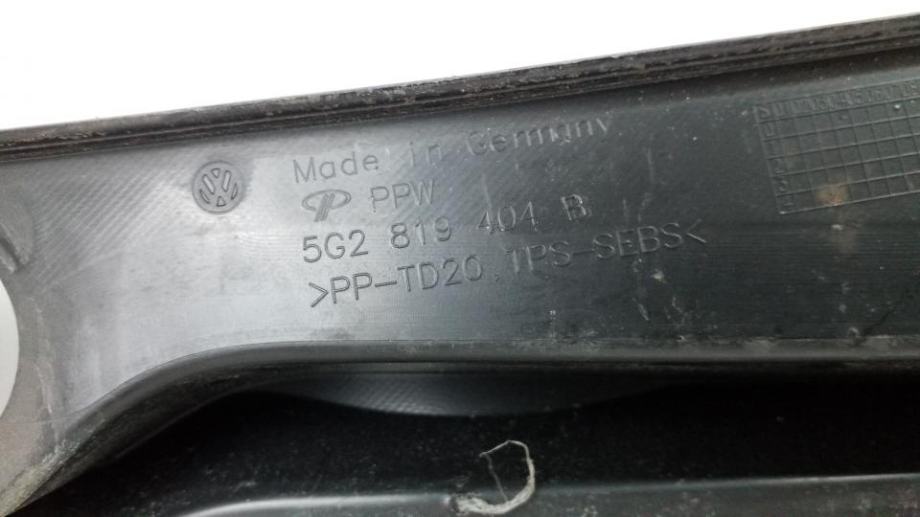 Made in Germany
PPW
5G2 819 404 B
>PP-TD20,TPS-SEBS<